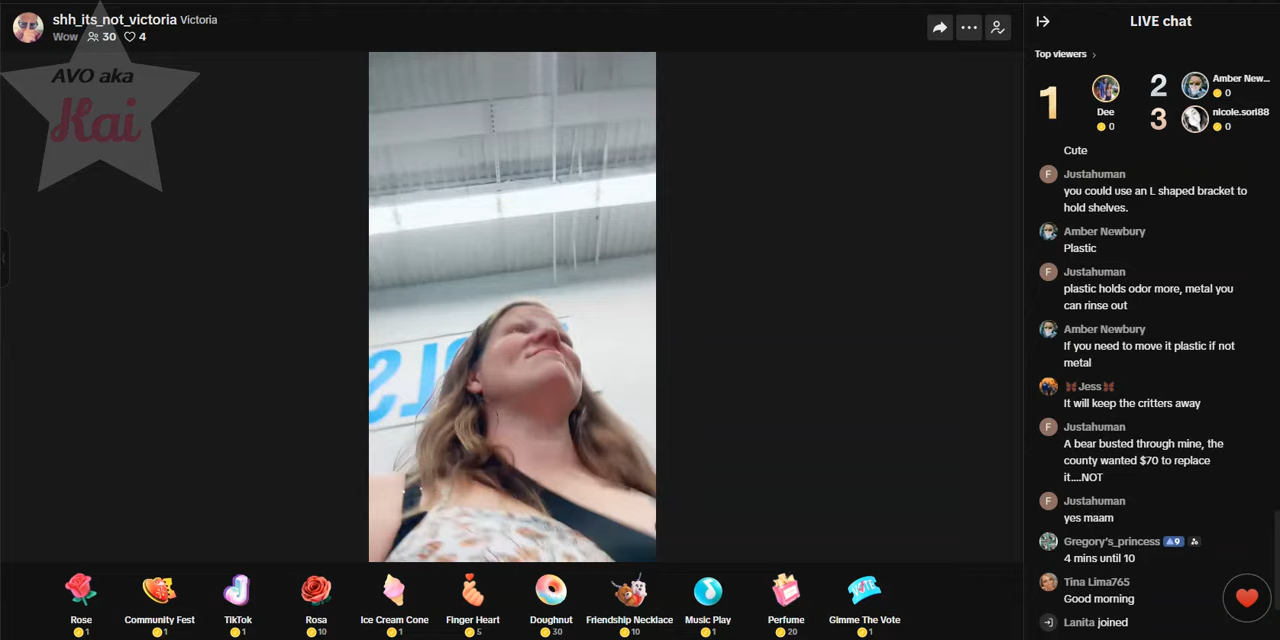 shh_its_not_victoria Victoria
Wow 30 4
AVO aka
Kai
LIVE chat
Top viewers
1
Dee
0
2
Amber New...
0
3
nicole.sori88
0
Cute
F
Justahuman
you could use an L shaped bracket to
hold shelves.
Amber Newbury
Plastic
F
Justahuman
plastic holds odor more, metal you
can rinse out
Amber Newbury
If you need to move it plastic if not
metal
Jess
It will keep the critters away
F
Justahuman
A bear busted through mine, the
county wanted $70 to replace
it....NOT
F
Justahuman
yes maam
Gregory's_princess 9
4 mins until 10
Tina Lima765
Good morning
Lanita joined
Rose
1
Community Fest
1
TikTok
1
Rosa
10
Ice Cream Cone
1
Finger Heart
5
Doughnut
30
Friendship Necklace
10
Music Play
1
Perfume
20
VOTE
Gimme The Vote
1